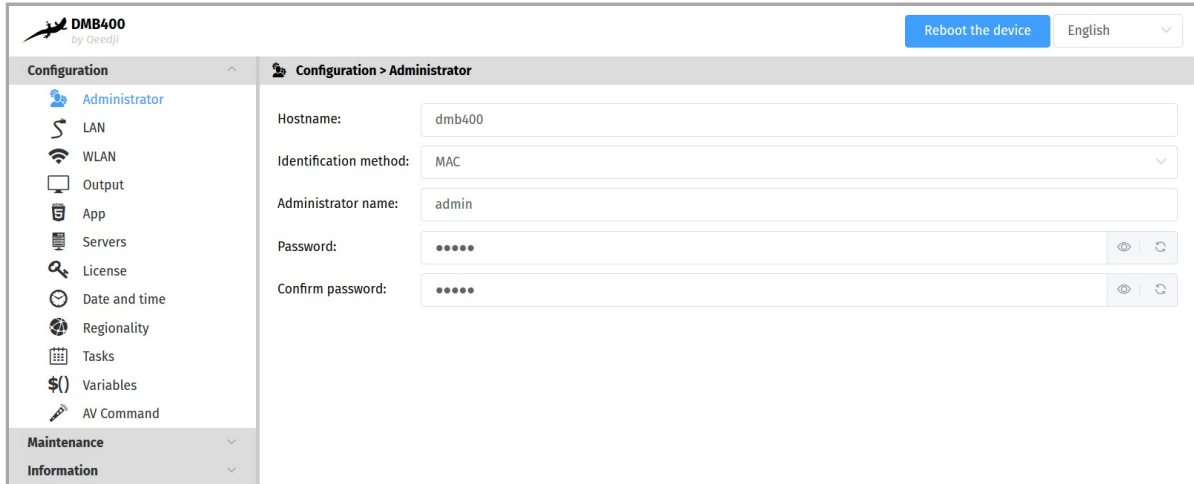 DMB400
by Qeedji
Reboot the device
English
Configuration
Configuration > Administrator
Administrator
LAN
WLAN
Output
App
Servers
License
Date and time
Regionality
Tasks
$() Variables
AV Command
Maintenance
Information
Hostname: dmb400
Identification method: MAC
Administrator name: admin
Password: ●●●●●
Confirm password: ●●●●●